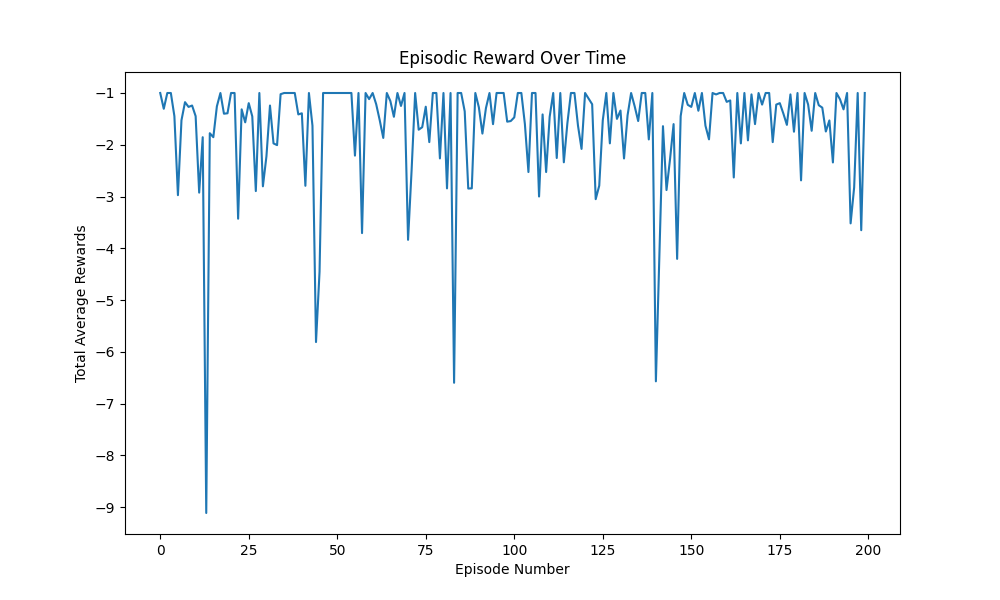 Episodic Reward Over Time
Total Average Rewards
−1
−2
−3
−4
−5
−6
−7
−8
−9
0 25 50 75 100 125 150 175 200
Episode Number